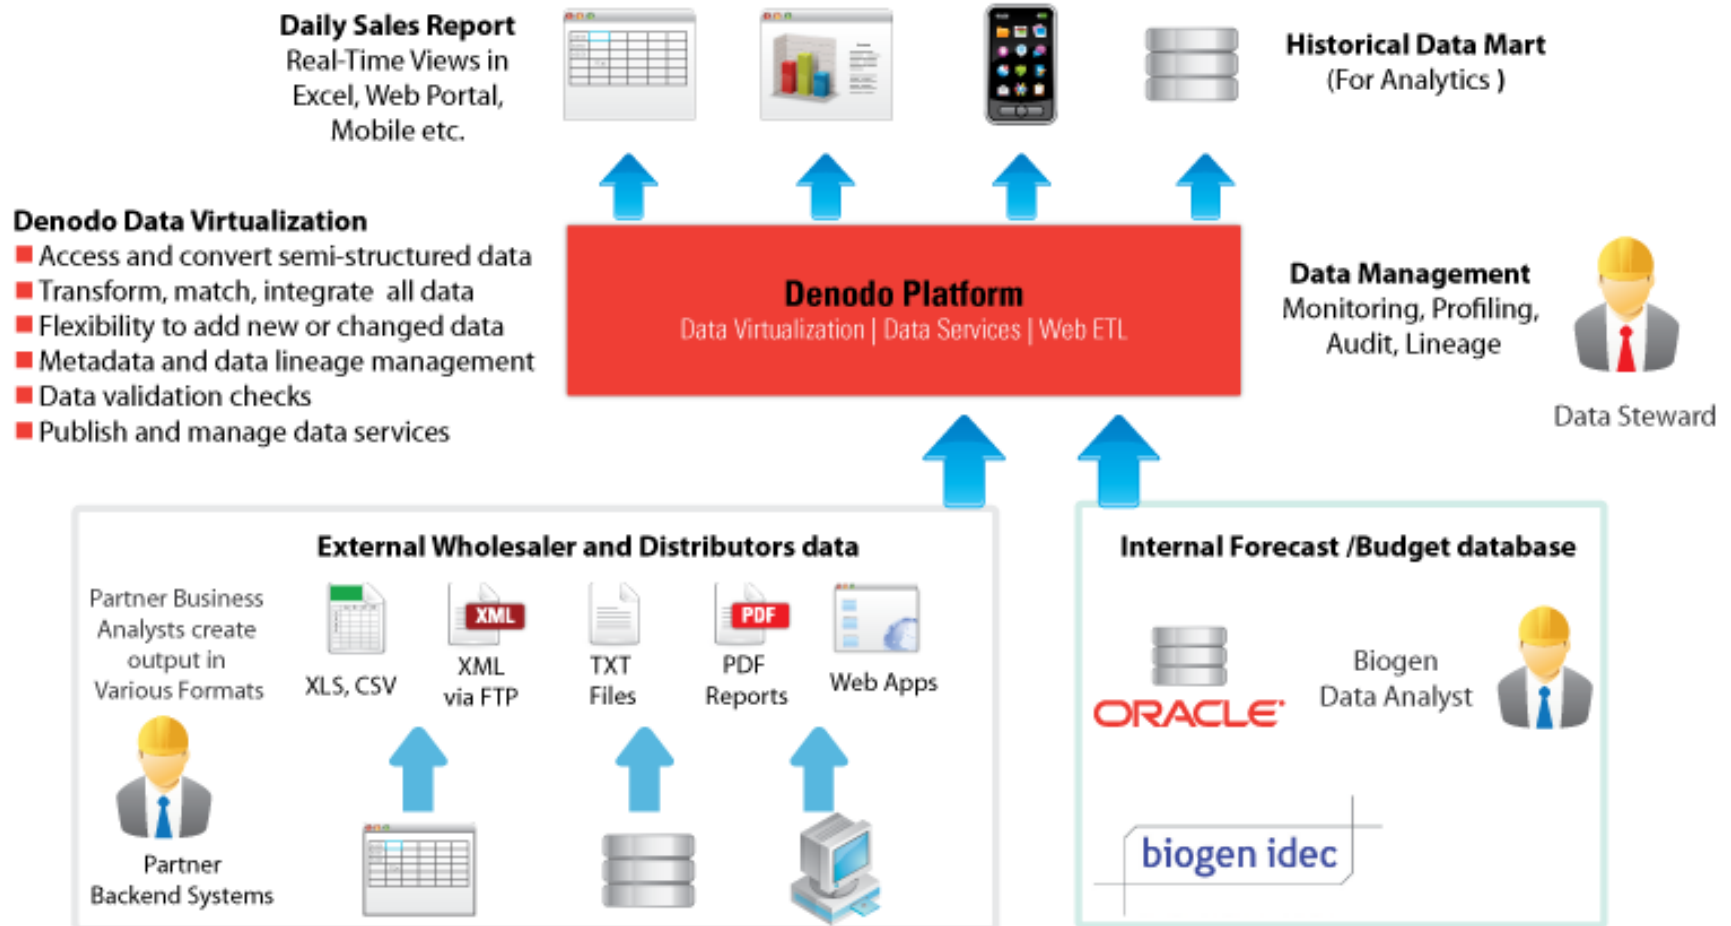 Daily Sales Report
Real-Time Views in
Excel, Web Portal,
Mobile etc.
Historical Data Mart
(For Analytics )
Denodo Data Virtualization
Access and convert semi-structured data
Transform, match, integrate all data
Flexibility to add new or changed data
Metadata and data lineage management
Data validation checks
Publish and manage data services
Denodo Platform
Data Virtualization | Data Services | Web ETL
Data Management
Monitoring, Profiling,
Audit, Lineage
Data Steward
External Wholesaler and Distributors data
Partner Business
Analysts create
output in
Various Formats
XLS, CSV
XML
XML
via FTP
TXT
Files
PDF
PDF
Reports
Web Apps
Partner
Backend Systems
Internal Forecast /Budget database
ORACLE
Biogen
Data Analyst
biogen idec